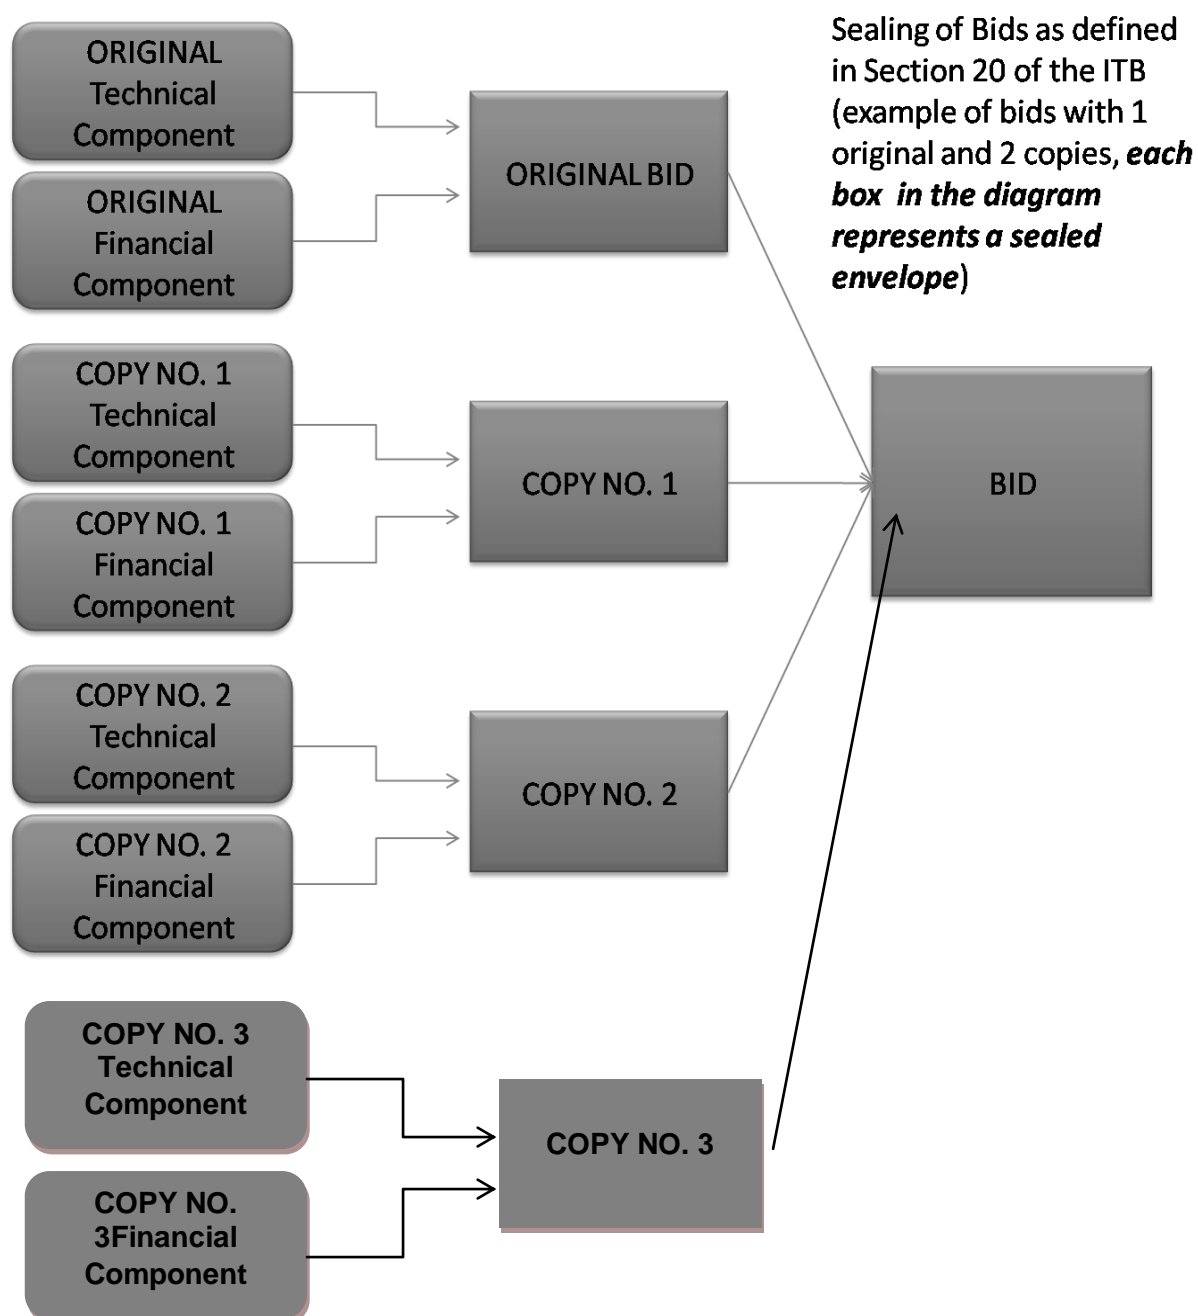 ORIGINAL
Technical
Component
ORIGINAL
Financial
Component
ORIGINAL BID
Sealing of Bids as defined
in Section 20 of the ITB
(example of bids with 1
original and 2 copies, each
box in the diagram
represents a sealed
envelope)
COPY NO. 1
Technical
Component
COPY NO. 1
Financial
Component
COPY NO. 1
BID
COPY NO. 2
Technical
Component
COPY NO. 2
Financial
Component
COPY NO. 2
COPY NO. 3
Technical
Component
COPY NO.
3Financial
Component
COPY NO. 3